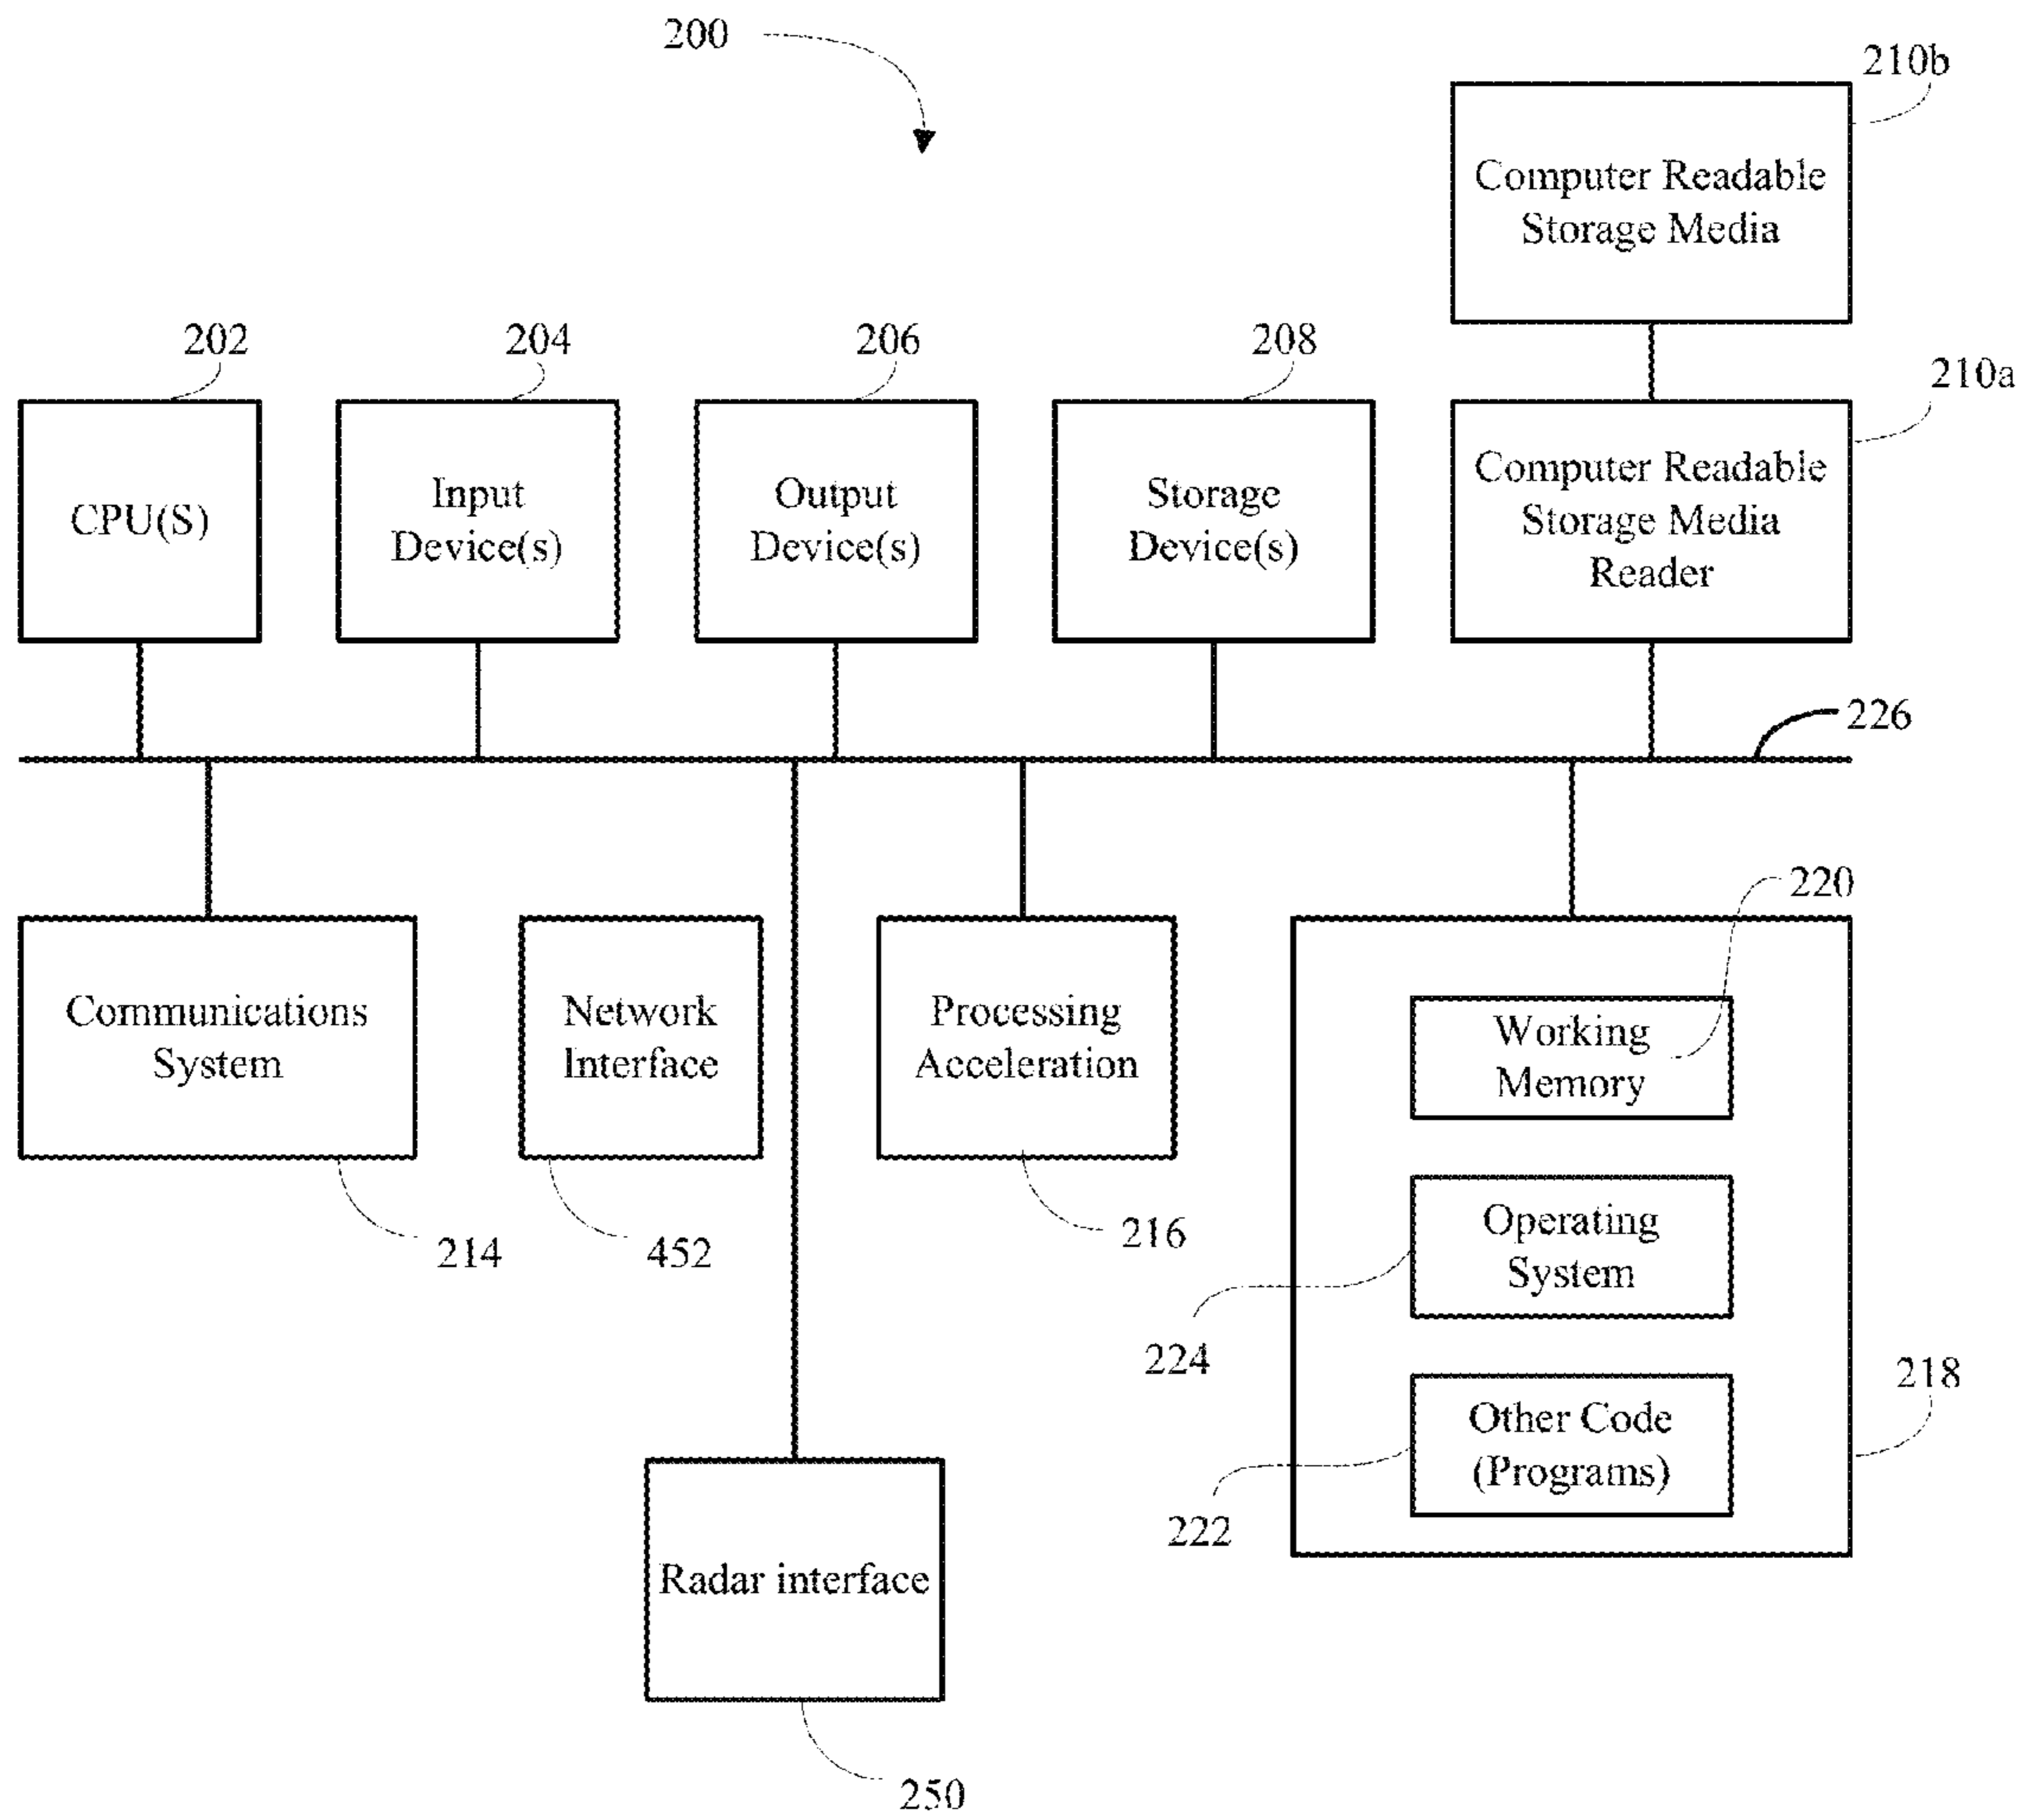 200
210b
Computer Readable
Storage Media
202
204
206
208
210a
CPU(S)
Input
Device(s)
Output
Device(s)
Storage
Device(s)
Computer Readable
Storage Media
Reader
226
220
Communications
System
Network
Interface
Processing
Acceleration
Working
Memory
214
452
216
Operating
System
224
218
Other Code
(Programs)
222
Radar interface
250